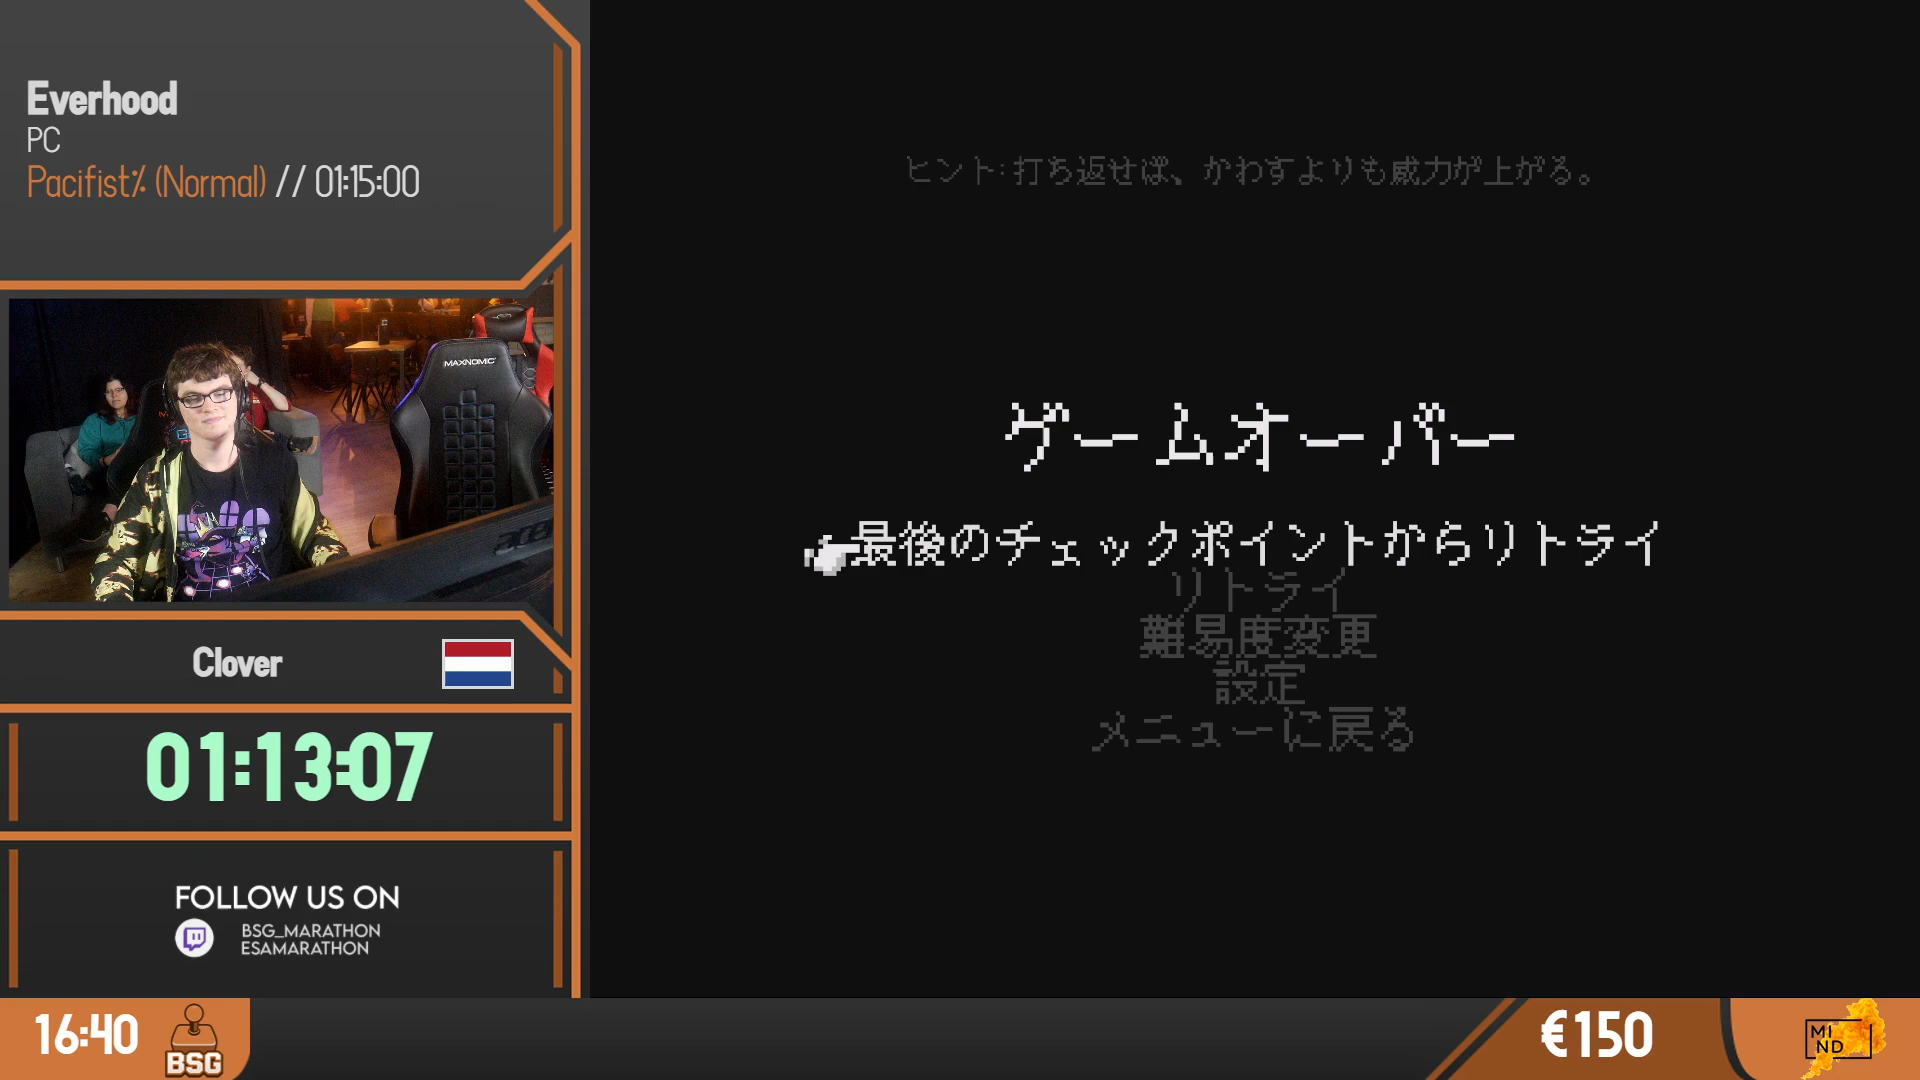 Everhood
PC
Pacifist% (Normal) // 01:15:00
MAXNOMIC
Clover
01:13:07
FOLLOW US ON
BSG_MARATHON
ESAMARATHON
16:40
BSG
ヒント:打ち返せば、かわすよりも威力が上がる。
ゲームオーバー
最後のチェックポイントからリトライ
リトライ
難易度変更
設定
メニューに戻る
€150
MI
ND